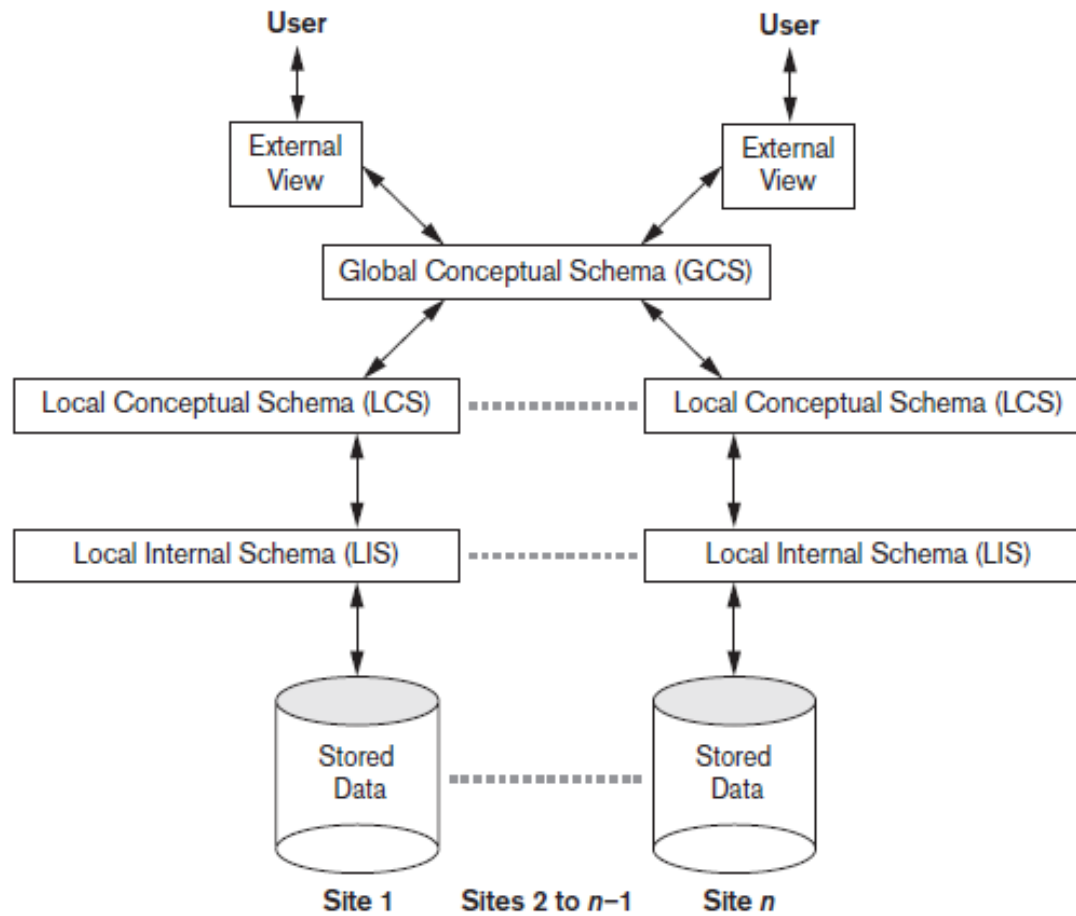 User
User
External
View
External
View
Global Conceptual Schema (GCS)
Local Conceptual Schema (LCS)
Local Conceptual Schema (LCS)
Local Internal Schema (LIS)
Local Internal Schema (LIS)
Stored
Data
Stored
Data
Site 1
Sites 2 to n–1
Site n